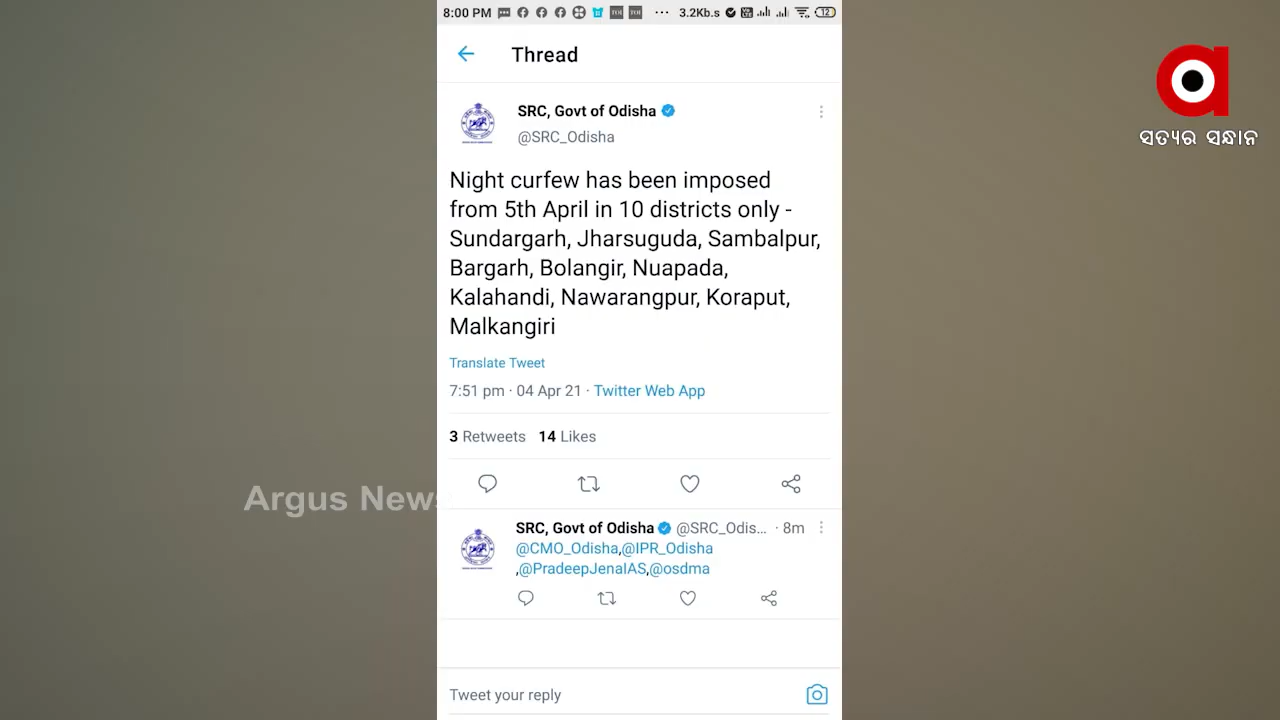 8:00 PM
3.2Kb.s
12
Thread
SRC, Govt of Odisha
@SRC_Odisha
Night curfew has been imposed
from 5th April in 10 districts only -
Sundargarh, Jharsuguda, Sambalpur,
Bargarh, Bolangir, Nuapada,
Kalahandi, Nawarangpur, Koraput,
Malkangiri
Translate Tweet
7:51 pm · 04 Apr 21 · Twitter Web App
3 Retweets 14 Likes
SRC, Govt of Odisha @SRC_Odis... · 8m
@CMO_Odisha,@IPR_Odisha
,@PradeepJenaIAS,@osdma
Tweet your reply
Argus News
ସତ୍ୟର ସନ୍ଧାନ